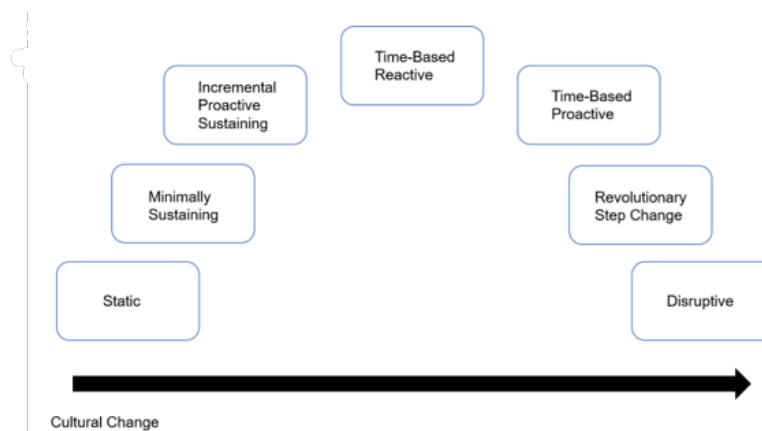 Time-Based
Reactive
Incremental
Proactive
Sustaining
Time-Based
Proactive
Minimally
Sustaining
Revolutionary
Step Change
Static
Disruptive
Cultural Change